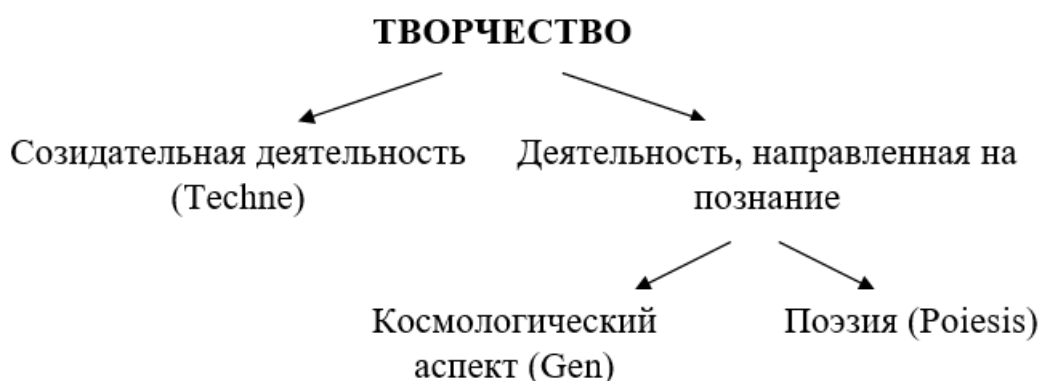 ТВОРЧЕСТВО
Созидательная деятельность
(Techne)
Деятельность, направленная на
познание
Космологический
аспект (Gen)
Поэзия (Poiesis)